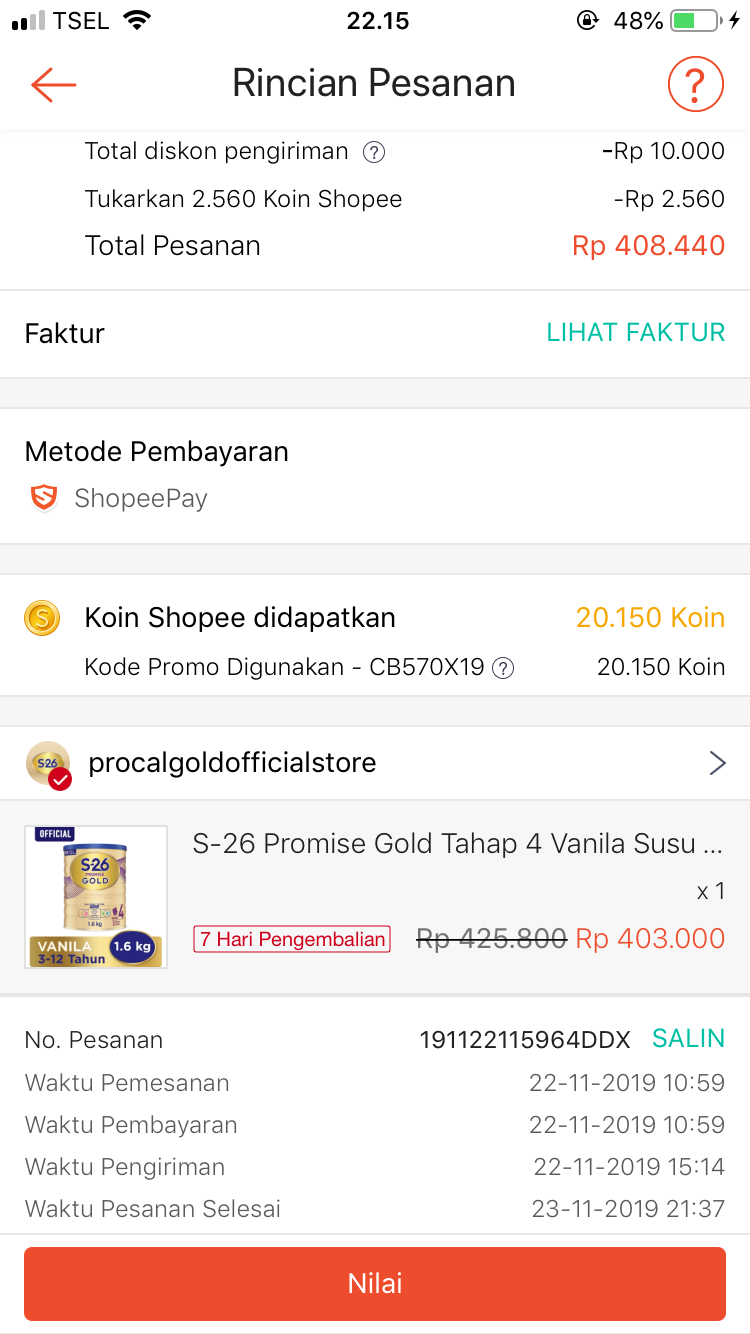 TSEL 22.15 48%
Rincian Pesanan ?
Total diskon pengiriman ? -Rp 10.000
Tukarkan 2.560 Koin Shopee -Rp 2.560
Total Pesanan Rp 408.440
Faktur LIHAT FAKTUR
Metode Pembayaran
ShopeePay
Koin Shopee didapatkan 20.150 Koin
Kode Promo Digunakan - CB570X19 ? 20.150 Koin
S-26 procalgoldofficialstore
OFFICIAL
S-26
PROMISE
GOLD
4
1.6 kg
VANILA 1.6 kg
3-12 Tahun
S-26 Promise Gold Tahap 4 Vanila Susu ...
x 1
7 Hari Pengembalian Rp 425.800 Rp 403.000
No. Pesanan 191122115964DDX SALIN
Waktu Pemesanan 22-11-2019 10:59
Waktu Pembayaran 22-11-2019 10:59
Waktu Pengiriman 22-11-2019 15:14
Waktu Pesanan Selesai 23-11-2019 21:37
Nilai